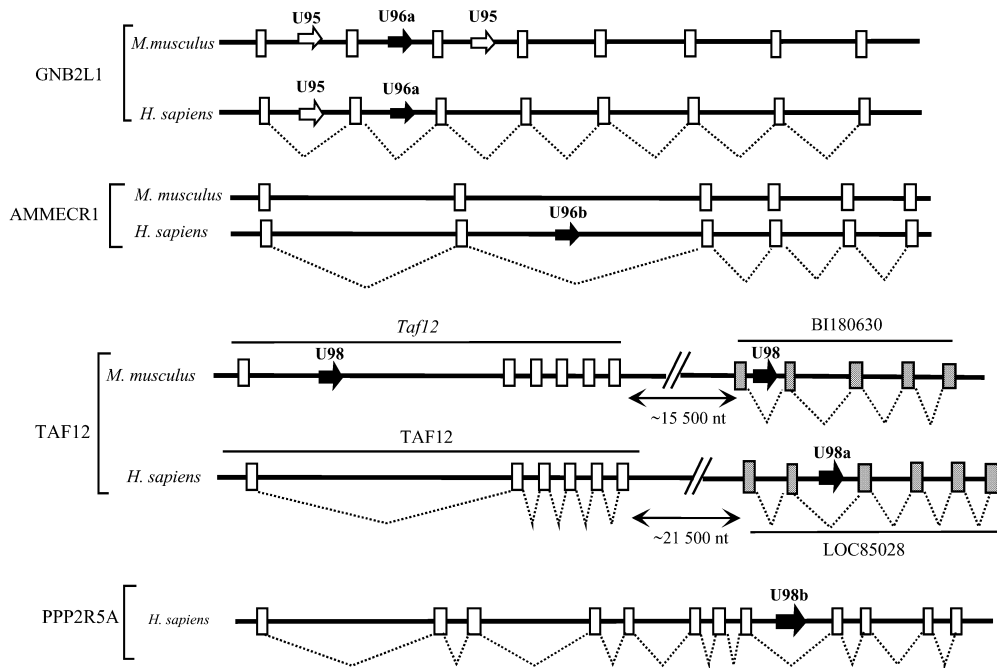 U95 U96a U95
M.musculus
GNB2L1
U95 U96a
H. sapiens
M. musculus
AMMECR1
U96b
H. sapiens
Taf12 BI180630
U98 U98
M. musculus
~15 500 nt
TAF12
TAF12
U98a
H. sapiens
~21 500 nt
LOC85028
U98b
PPP2R5A H. sapiens